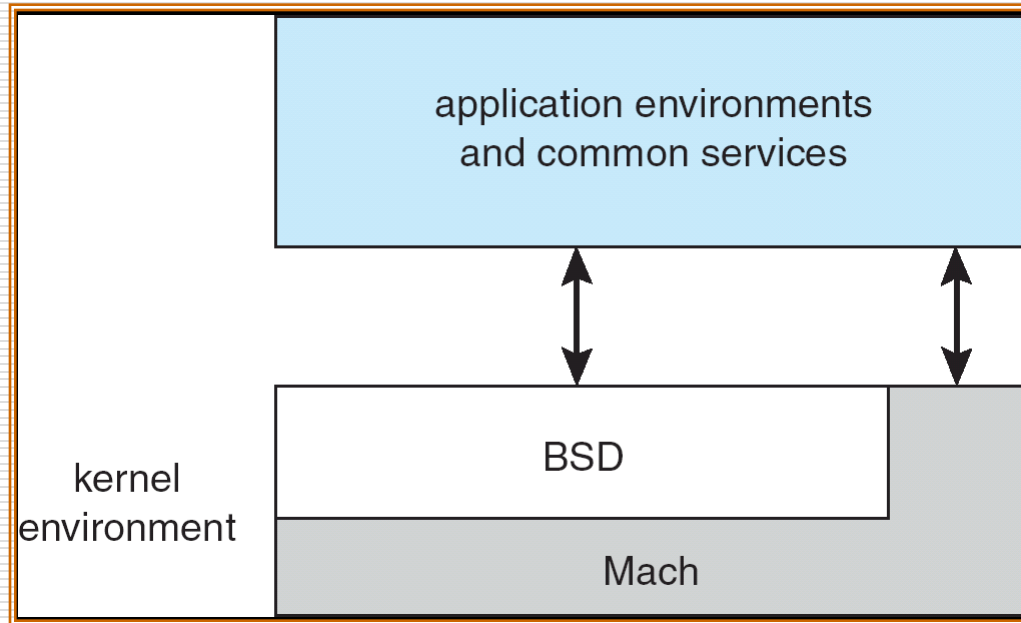 application environments
and common services
BSD
kernel
environment
Mach